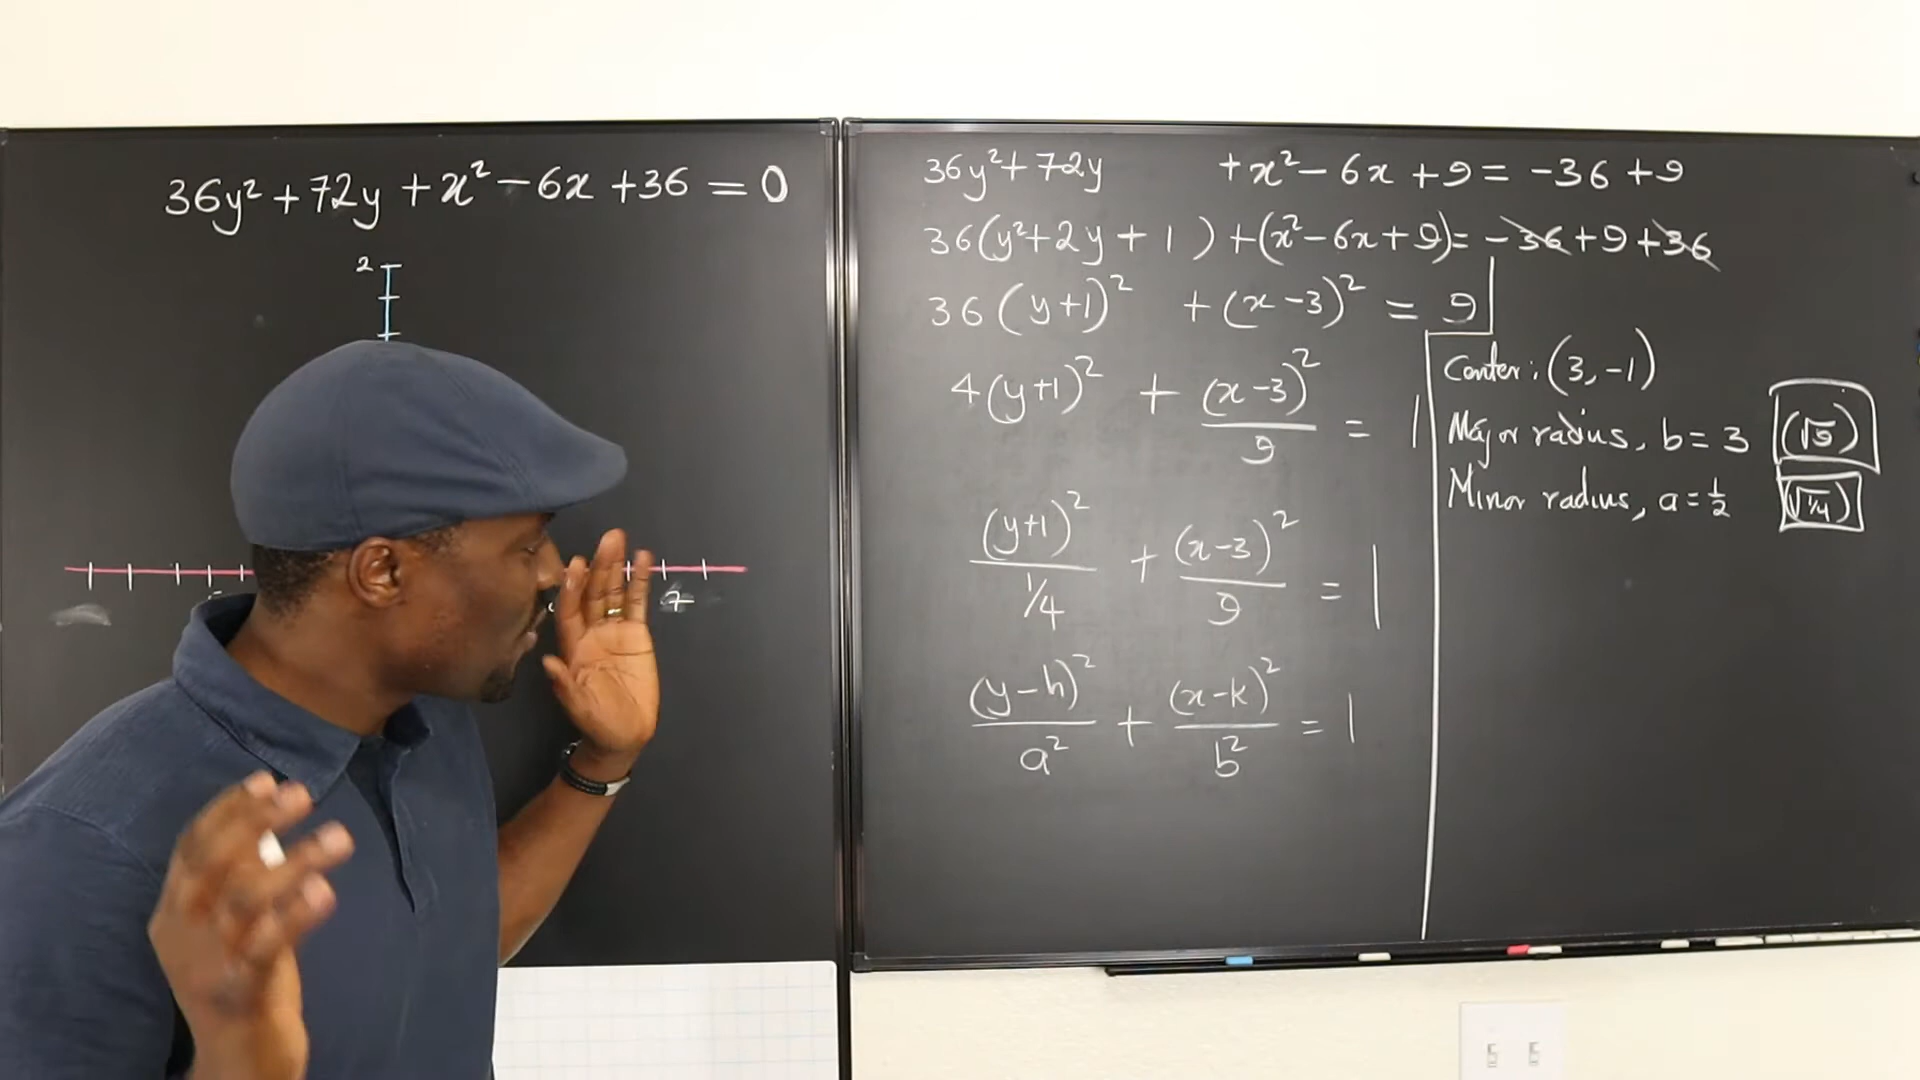 36y² + 72y + x² − 6x + 36 = 0
2
7
36y² + 72y + x² − 6x + 9 = −36 + 9
36(y² + 2y + 1) + (x² − 6x + 9) = −36 + 9 + 36
36(y+1)² + (x−3)² = 9
4(y+1)² + (x−3)²/9 = 1
(y+1)²/¼ + (x−3)²/9 = 1
(y−h)²/a² + (x−k)²/b² = 1
Center: (3, −1)
Major radius, b = 3 (√9)
Minor radius, a = ½ (√¼)